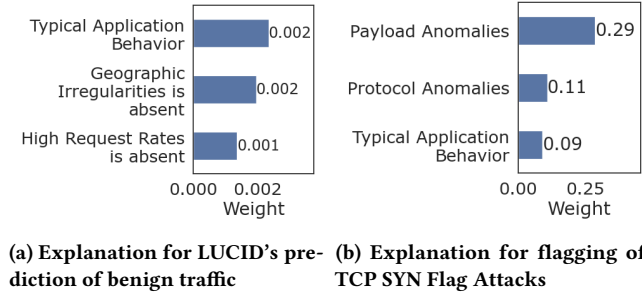 Typical Application
Behavior
0.002
Geographic
Irregularities is
absent
0.002
High Request Rates
is absent
0.001
0.000 0.002
Weight
Payload Anomalies
0.29
Protocol Anomalies
0.11
Typical Application
Behavior
0.09
0.00 0.25
Weight
(a) Explanation for LUCID's pre-
diction of benign traffic
(b) Explanation for flagging of
TCP SYN Flag Attacks